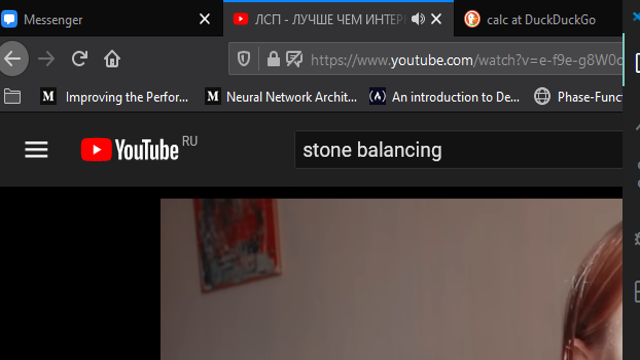 Messenger
ЛСП - ЛУЧШЕ ЧЕМ ИНТЕР
calc at DuckDuckGo
https://www.youtube.com/watch?v=e-f9e-g8W0
Improving the Perfor...
Neural Network Archit...
An introduction to De...
Phase-Func
YouTube RU
stone balancing